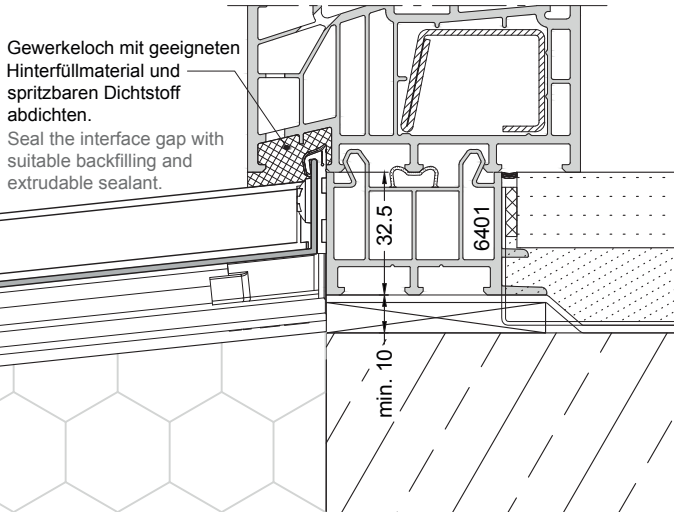 Gewerkeloch mit geeigneten
Hinterfüllmaterial und
spritzbaren Dichtstoff
abdichten.
Seal the interface gap with
suitable backfilling and
extrudable sealant.
32.5
6401
min. 10